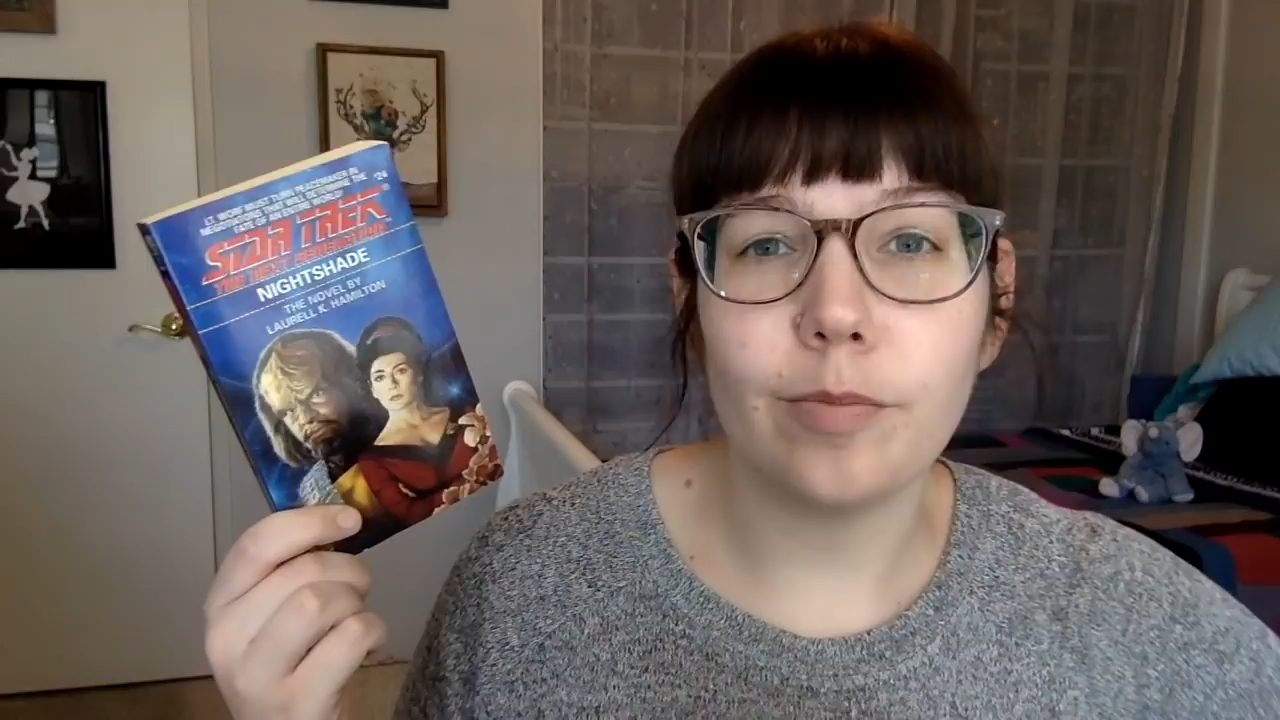 LT. WORF MUST TURN PEACEMAKER IN
NEGOTIATIONS THAT WILL DETERMINE THE
FATE OF AN ENTIRE WORLD!
#24
STAR TREK
THE NEXT GENERATION
NIGHTSHADE
THE NOVEL BY
LAURELL K. HAMILTON